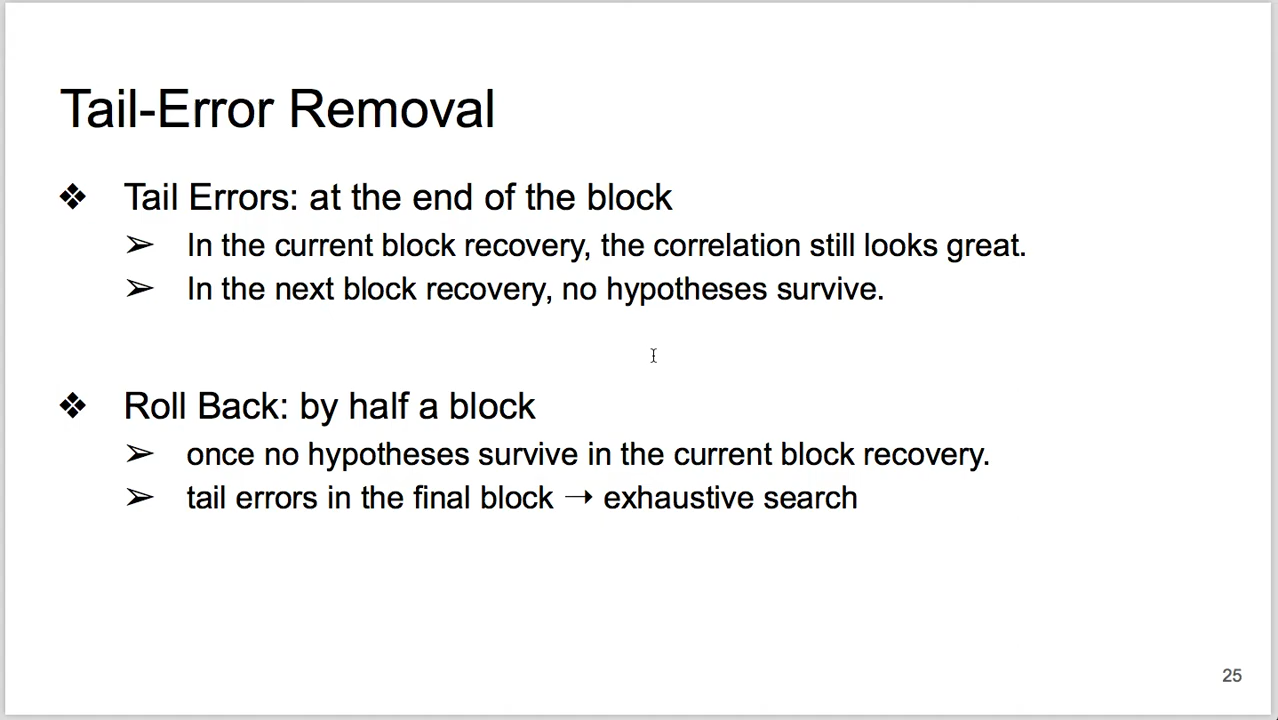 Tail-Error Removal
❖ Tail Errors: at the end of the block
➢ In the current block recovery, the correlation still looks great.
➢ In the next block recovery, no hypotheses survive.
❖ Roll Back: by half a block
➢ once no hypotheses survive in the current block recovery.
➢ tail errors in the final block → exhaustive search
25